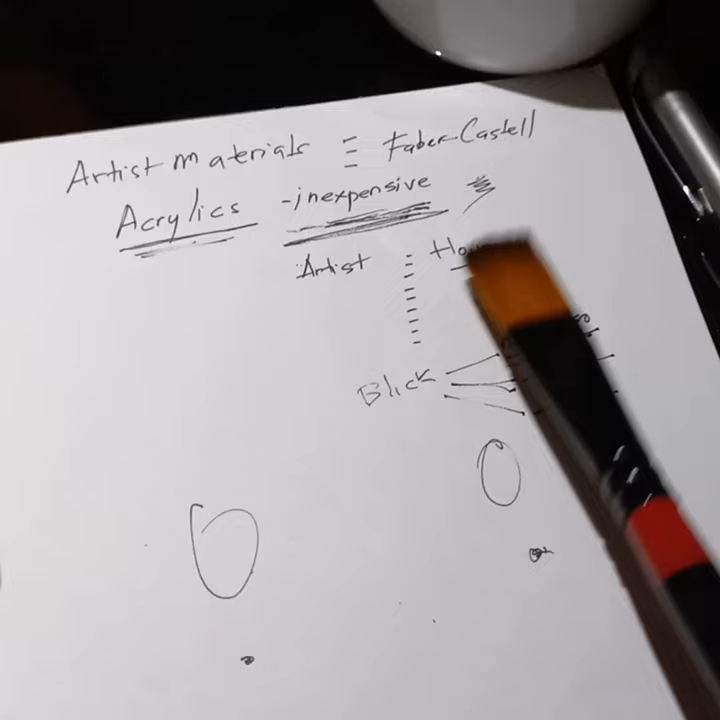 Artist materials Faber-Castell
Acrylics - inexpensive
Artist
Blick